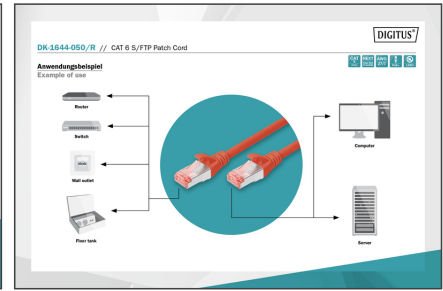 DIGITUS®
DK-1644-050/R // CAT 6 S/FTP Patch Cord
Anwendungsbeispiel
Example of use
Router
Switch
Wall outlet
Floor tank
Computer
Server